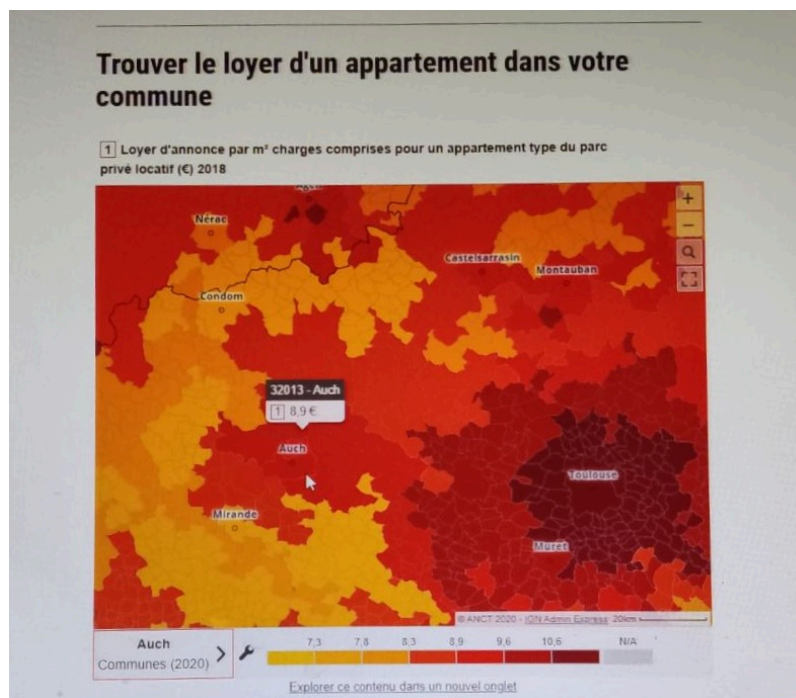 Trouver le loyer d'un appartement dans votre
commune
1 Loyer d'annonce par m² charges comprises pour un appartement type du parc
privé locatif (€) 2018
Agen
Nérac
+
−
Castelsarrasin
Montauban
Condom
32013 - Auch
1 8,9 €
Auch
Toulouse
Mirande
Muret
© ANCT 2020 - ION Admin Express 20km
Auch
Communes (2020)
7,3 7,8 8,3 8,9 9,6 10,6 N/A
Explorer ce contenu dans un nouvel onglet